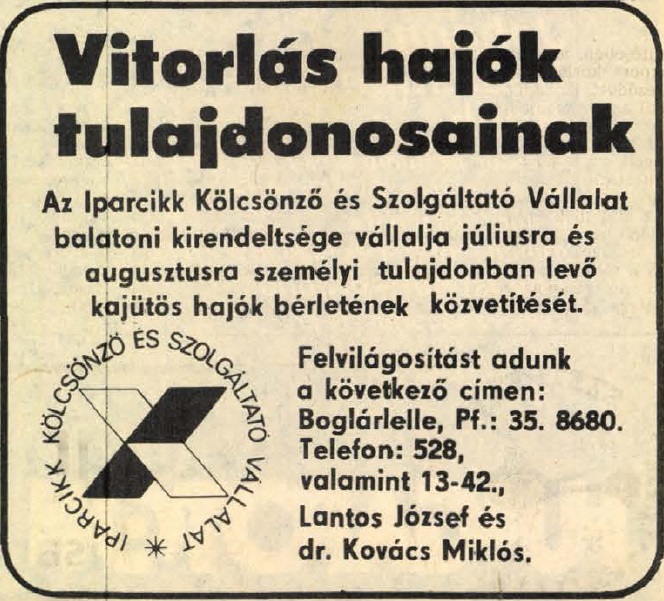 Vitorlás hajók
tulajdonosainak
Az Iparcikk Kölcsönző és Szolgáltató Vállalat
balatoni kirendeltsége vállalja júliusra és
augusztusra személyi tulajdonban levő
kajütös hajók bérletének közvetítését.
IPARCIKK KÖLCSÖNZŐ ÉS SZOLGÁLTATÓ VÁLLALAT *
Felvilágosítást adunk
a következő címen:
Boglárlelle, Pf.: 35. 8680.
Telefon: 528,
valamint 13-42.,
Lantos József és
dr. Kovács Miklós.